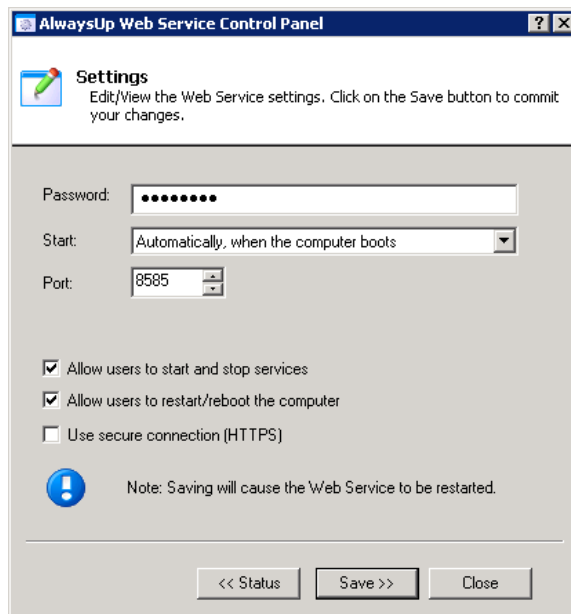 AlwaysUp Web Service Control Panel
Settings
Edit/View the Web Service settings. Click on the Save button to commit
your changes.
Password: ●●●●●●●●
Start: Automatically, when the computer boots
Port: 8585
Allow users to start and stop services
Allow users to restart/reboot the computer
Use secure connection (HTTPS)
Note: Saving will cause the Web Service to be restarted.
<< Status Save >> Close